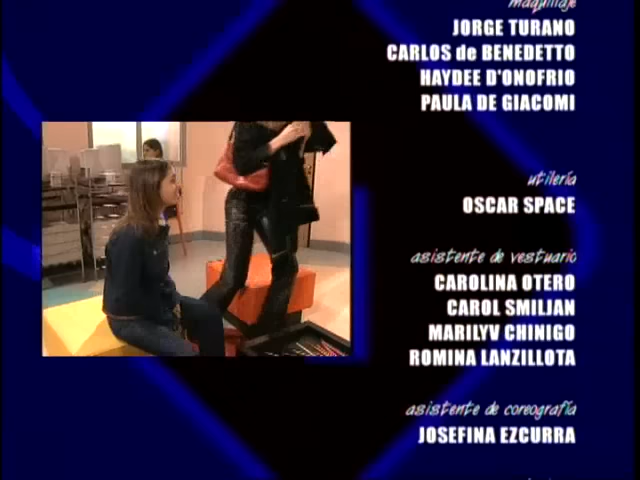 maquillaje
JORGE TURANO
CARLOS de BENEDETTO
HAYDEE D'ONOFRIO
PAULA DE GIACOMI
utilería
OSCAR SPACE
asistente de vestuario
CAROLINA OTERO
CAROL SMILJAN
MARILYV CHINIGO
ROMINA LANZILLOTA
asistente de coreografía
JOSEFINA EZCURRA